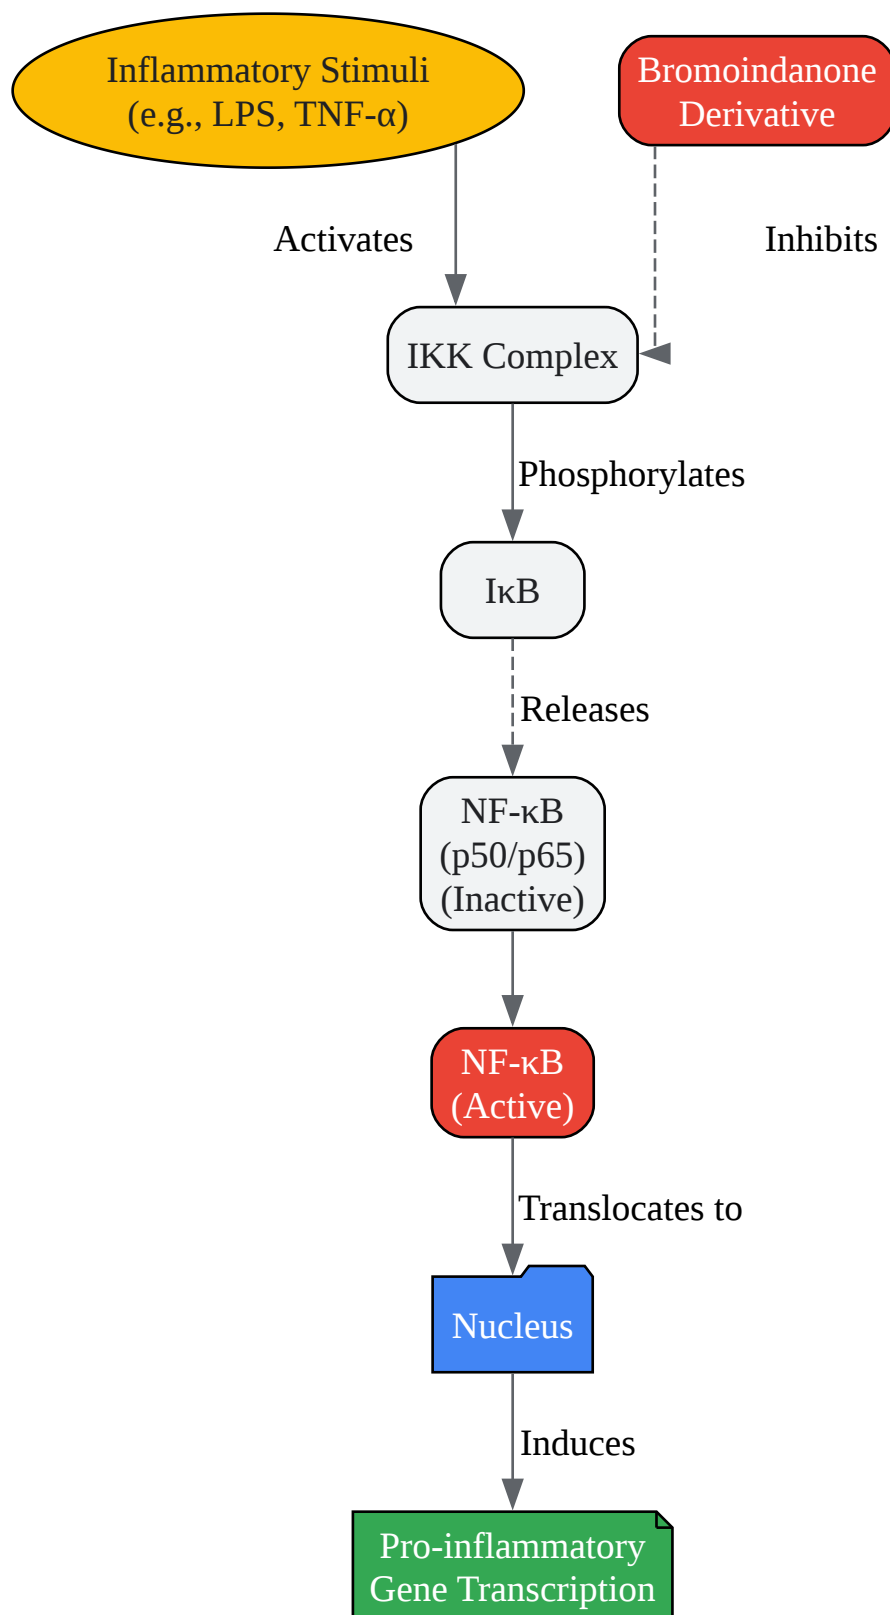 Inflammatory Stimuli
(e.g., LPS, TNF-α)
Bromoindanone
Derivative
Activates
Inhibits
IKK Complex
Phosphorylates
IκB
Releases
NF-κB
(p50/p65)
(Inactive)
NF-κB
(Active)
Translocates to
Nucleus
Induces
Pro-inflammatory
Gene Transcription